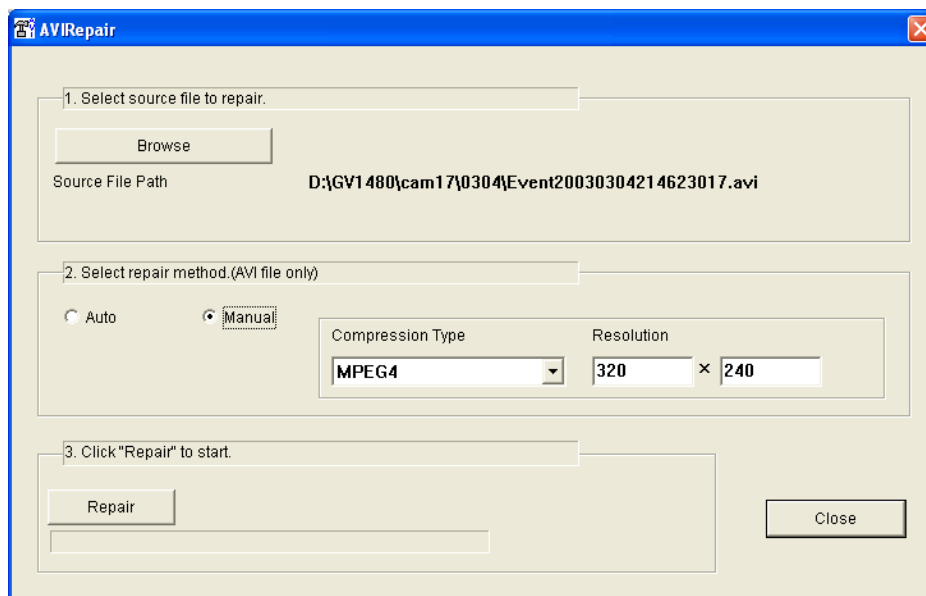 AVIRepair
1. Select source file to repair.
Browse
Source File Path D:\GV1480\cam17\0304\Event20030304214623017.avi
2. Select repair method.(AVI file only)
Auto Manual
Compression Type Resolution
MPEG4 320 × 240
3. Click "Repair" to start.
Repair
Close